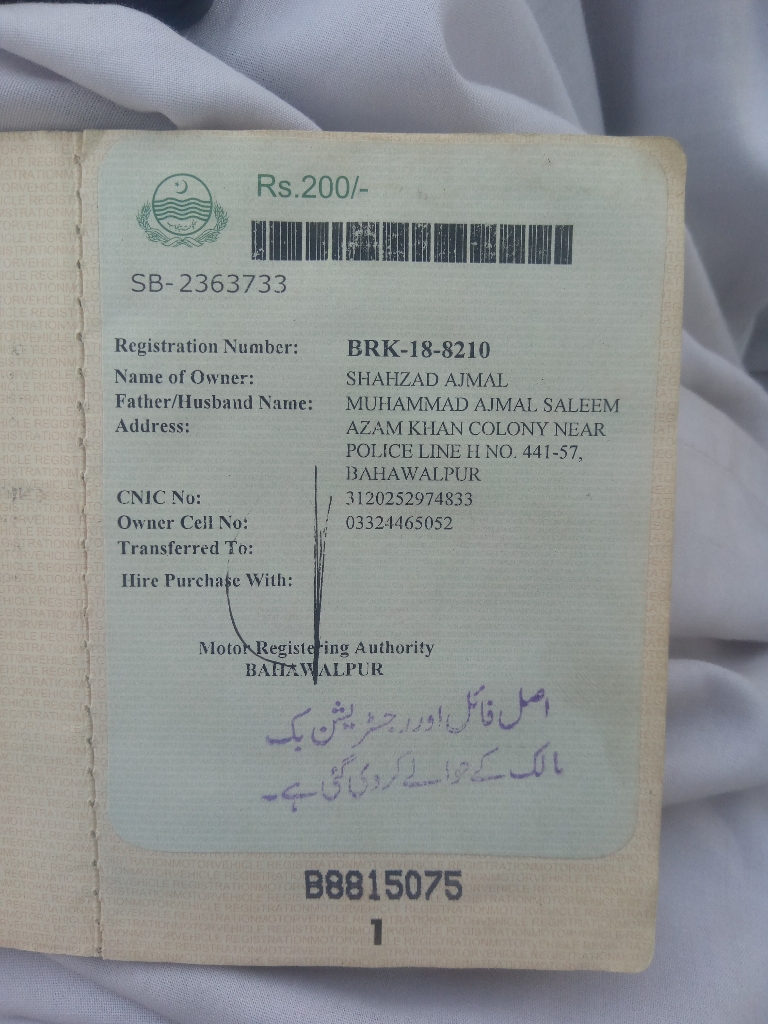 Rs.200/-
SB-2363733
Registration Number: BRK-18-8210
Name of Owner: SHAHZAD AJMAL
Father/Husband Name: MUHAMMAD AJMAL SALEEM
Address: AZAM KHAN COLONY NEAR
POLICE LINE H NO. 441-57,
BAHAWALPUR
CNIC No: 3120252974833
Owner Cell No: 03324465052
Transferred To:
Hire Purchase With:
Motor Registering Authority
BAHAWALPUR
اصل فائل اور رجسٹریشن بک
مالک کے حوالے کر دی گئی ہے۔
B8815075
1